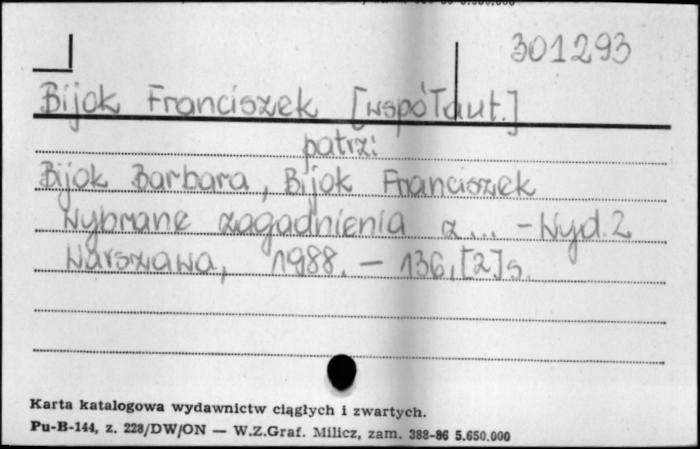 301293
Bijok Franciszek [współaut.]
patrz:
Bijok Barbara, Bijok Franciszek
Wybrane zagadnienia z... - Wyd. 2
Warszawa, 1988. - 136, [2] s.
Karta katalogowa wydawnictw ciągłych i zwartych.
Pu-B-144, z. 228/DW/ON — W.Z.Graf. Milicz, zam. 388-86 5.650.000